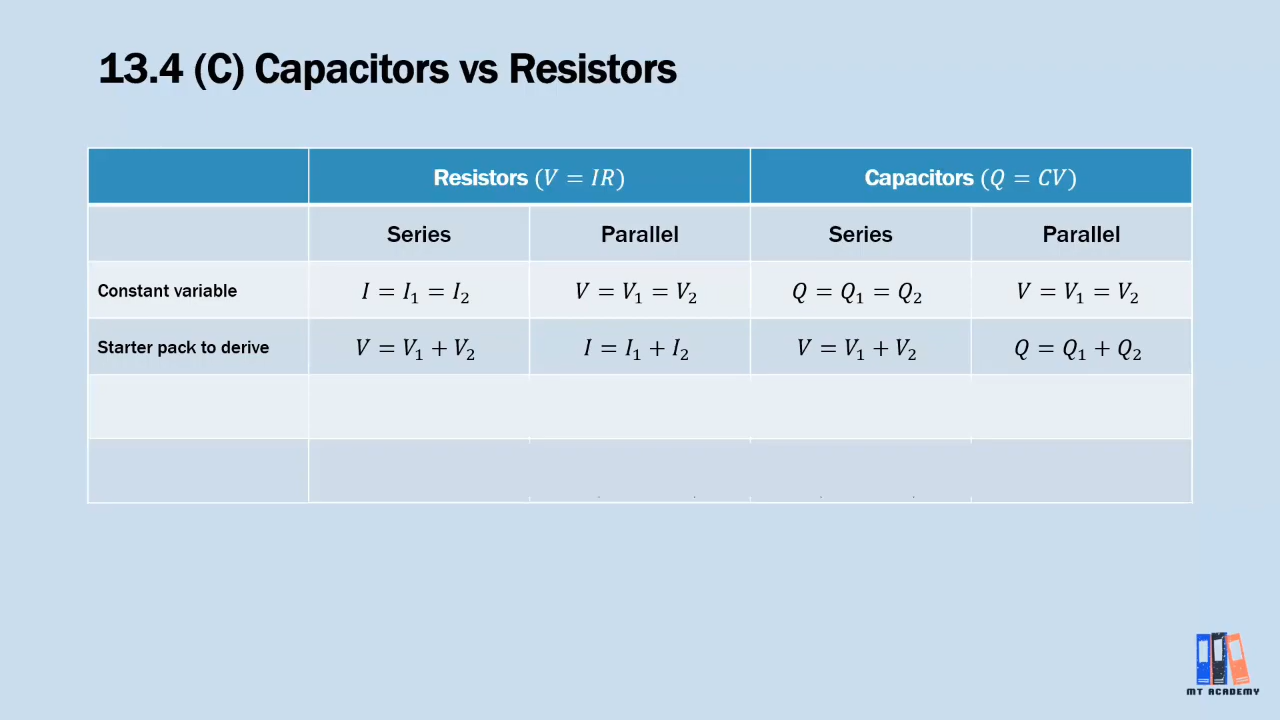 13.4 (C) Capacitors vs Resistors
Resistors (V = IR) Capacitors (Q = CV)
Series Parallel Series Parallel
Constant variable I = I₁ = I₂ V = V₁ = V₂ Q = Q₁ = Q₂ V = V₁ = V₂
Starter pack to derive V = V₁ + V₂ I = I₁ + I₂ V = V₁ + V₂ Q = Q₁ + Q₂
MT ACADEMY